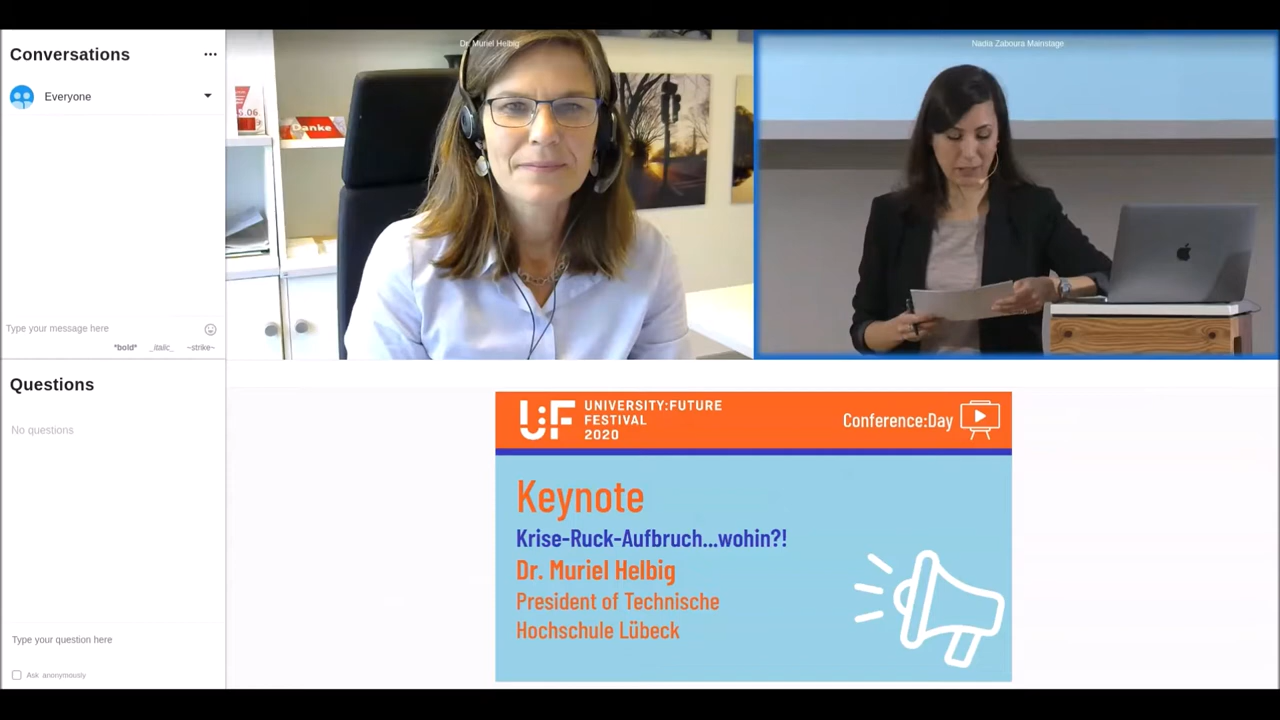 Conversations
Everyone
Type your message here
*bold* _italic_ ~strike~
Questions
No questions
Type your question here
Ask anonymously
Dr. Muriel Helbig
5.06
Danke
Nadia Zaboura Mainstage
U:F UNIVERSITY:FUTURE
FESTIVAL
2020
Conference:Day
Keynote
Krise-Ruck-Aufbruch...wohin?!
Dr. Muriel Helbig
President of Technische
Hochschule Lübeck